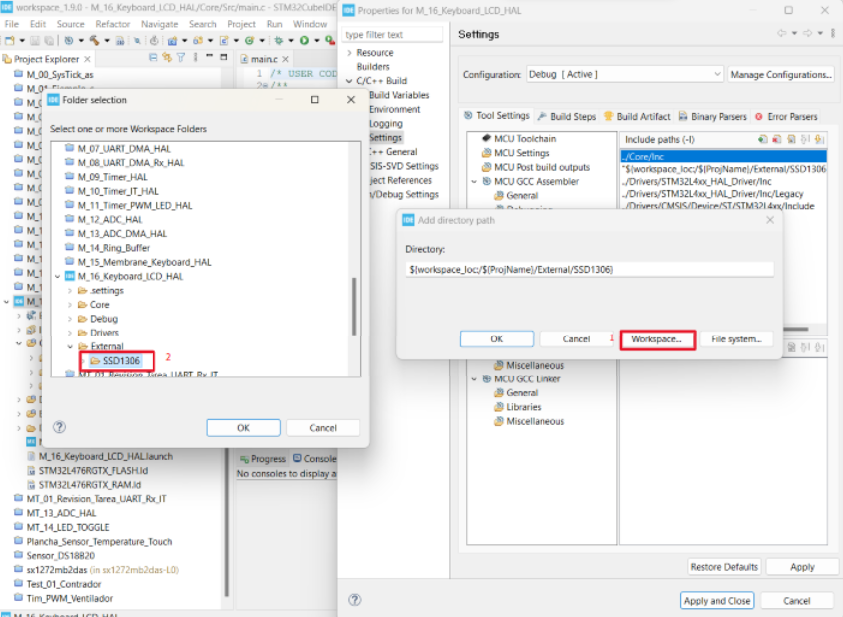 workspace_1.9.0 - M_16_Keyboard_LCD_HAL/Core/Src/main.c - STM32CubeIDE
File Edit Source Refactor Navigate Search Project Run Window
Project Explorer
main.c
1 /* USER COD
2 /**
M_00_SysTick_as
Folder selection
Select one or more Workspace Folders
M_07_UART_DMA_HAL
M_08_UART_DMA_Rx_HAL
M_09_Timer_HAL
M_10_Timer_IT_HAL
M_11_Timer_PWM_LED_HAL
M_12_ADC_HAL
M_13_ADC_DMA_HAL
M_14_Ring_Buffer
M_15_Membrane_Keyboard_HAL
M_16_Keyboard_LCD_HAL
.settings
Core
Debug
Drivers
External
SSD1306
2
MT_01_Revision_Tarea_UART_Rx_IT
OK
Cancel
M_16_Keyboard_LCD_HAL.launch
STM32L476RGTX_FLASH.ld
STM32L476RGTX_RAM.ld
MT_01_Revision_Tarea_UART_Rx_IT
MT_13_ADC_HAL
MT_14_LED_TOGGLE
Plancha_Sensor_Temperature_Touch
Sensor_DS18820
sx1272mb2das (in sx1272mb2das-L0)
Test_01_Contrador
Tim_PWM_Ventilador
M_16_Keyboard_LCD_HAL
Progress
Console
No consoles to display a
Properties for M_16_Keyboard_LCD_HAL
type filter text
Resource
Builders
C/C++ Build
Build Variables
Environment
Logging
Settings
C++ General
SIS-SVD Settings
ject References
n/Debug Settings
Settings
Configuration:
Debug [ Active ]
Manage Configurations...
Tool Settings
Build Steps
Build Artifact
Binary Parsers
Error Parsers
MCU Toolchain
MCU Settings
MCU Post build outputs
MCU GCC Assembler
General
Debugging
Include paths (-I)
../Core/Inc
"${workspace_loc:/${ProjName}/External/SSD1306
../Drivers/STM32L4xx_HAL_Driver/Inc
../Drivers/STM32L4xx_HAL_Driver/Inc/Legacy
../Drivers/CMSIS/Device/ST/STM32L4xx/Include
Add directory path
Directory:
${workspace_loc:/${ProjName}/External/SSD1306}
OK
Cancel
1
Workspace...
File system...
Miscellaneous
MCU GCC Linker
General
Libraries
Miscellaneous
Restore Defaults
Apply
Apply and Close
Cancel